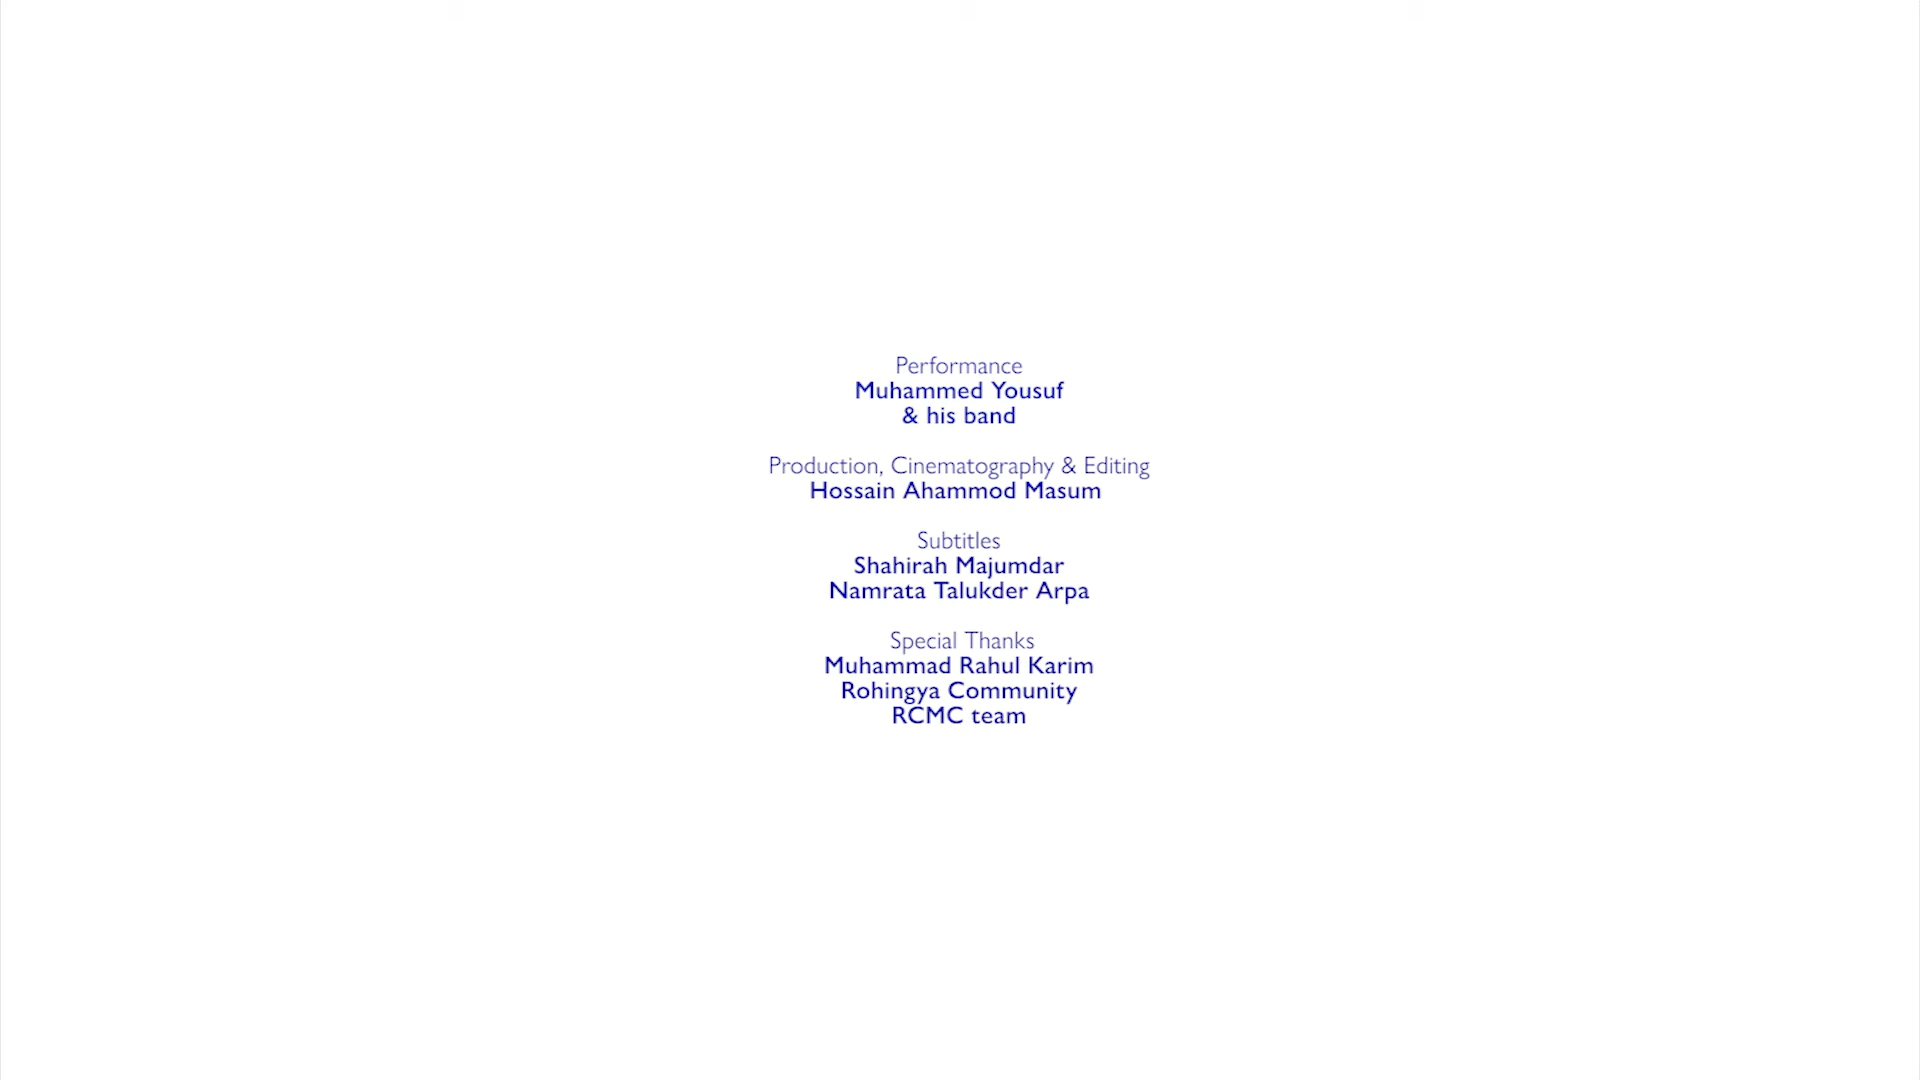 Performance
Muhammed Yousuf
& his band
Production, Cinematography & Editing
Hossain Ahammod Masum
Subtitles
Shahirah Majumdar
Namrata Talukder Arpa
Special Thanks
Muhammad Rahul Karim
Rohingya Community
RCMC team